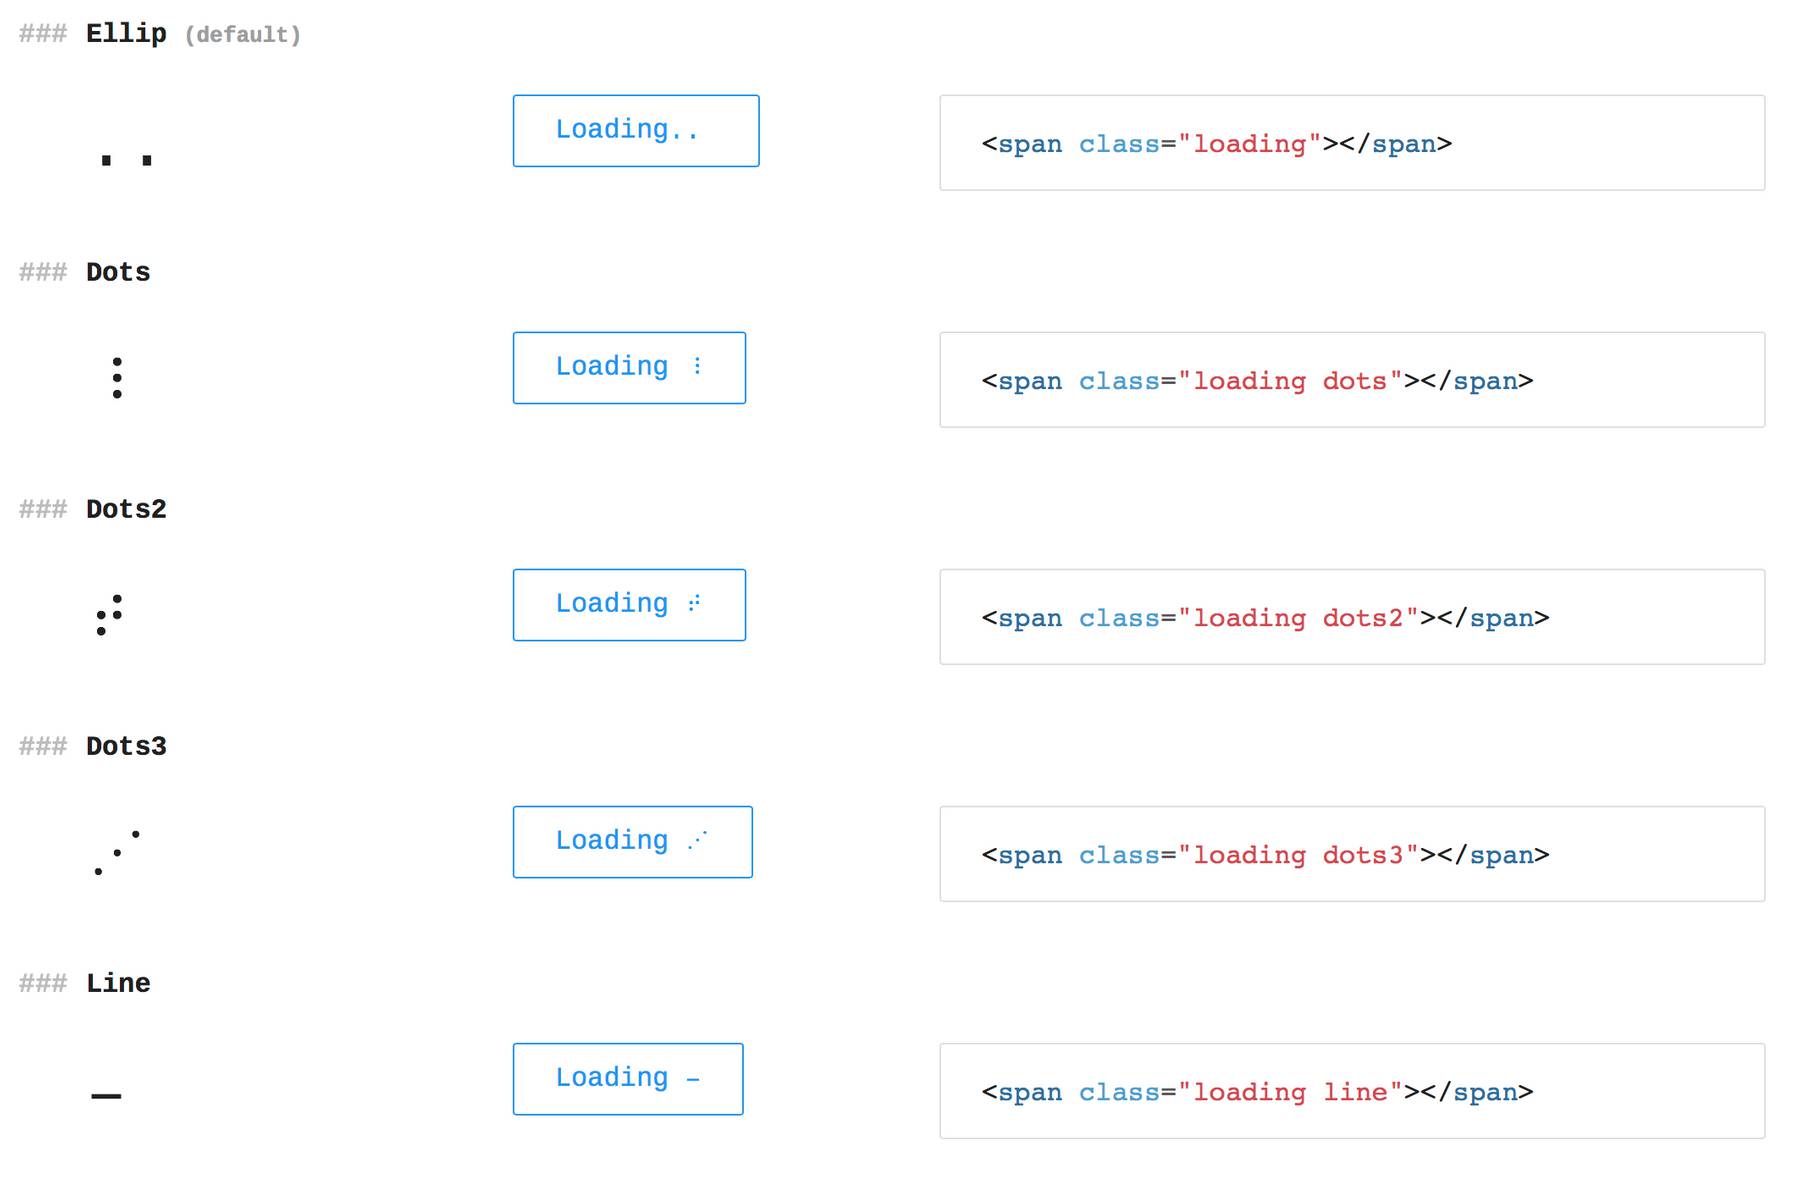 ### Ellip (default)
. .
Loading..
<span class="loading"></span>
### Dots
⠇
Loading ⠸
<span class="loading dots"></span>
### Dots2
⠞
Loading ⠞
<span class="loading dots2"></span>
### Dots3
⋰
Loading ⋰
<span class="loading dots3"></span>
### Line
–
Loading –
<span class="loading line"></span>